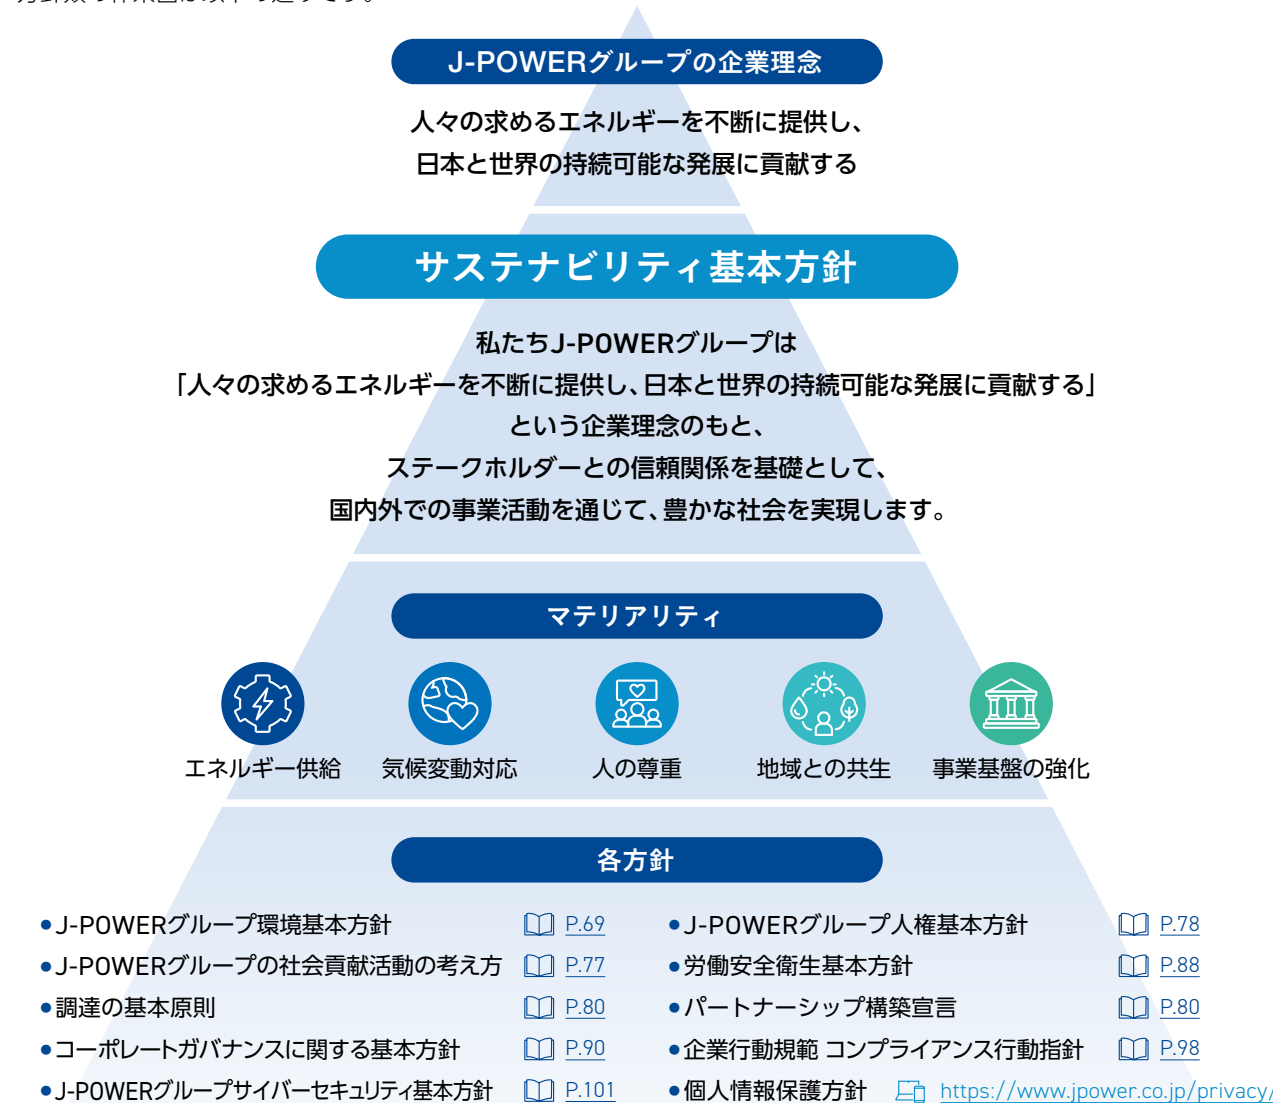 J-POWERグループの企業理念
人々の求めるエネルギーを不断に提供し、
日本と世界の持続可能な発展に貢献する
サステナビリティ基本方針
私たちJ-POWERグループは
「人々の求めるエネルギーを不断に提供し、日本と世界の持続可能な発展に貢献する」
という企業理念のもと、
ステークホルダーとの信頼関係を基礎として、
国内外での事業活動を通じて、豊かな社会を実現します。
マテリアリティ
エネルギー供給 気候変動対応 人の尊重 地域との共生 事業基盤の強化
各方針
●J-POWERグループ環境基本方針 P.69
●J-POWERグループの社会貢献活動の考え方 P.77
●調達の基本原則 P.80
●コーポレートガバナンスに関する基本方針 P.90
●J-POWERグループサイバーセキュリティ基本方針 P.101
●J-POWERグループ人権基本方針 P.78
●労働安全衛生基本方針 P.88
●パートナーシップ構築宣言 P.80
●企業行動規範 コンプライアンス行動指針 P.98
●個人情報保護方針 https://www.jpower.co.jp/privacy/